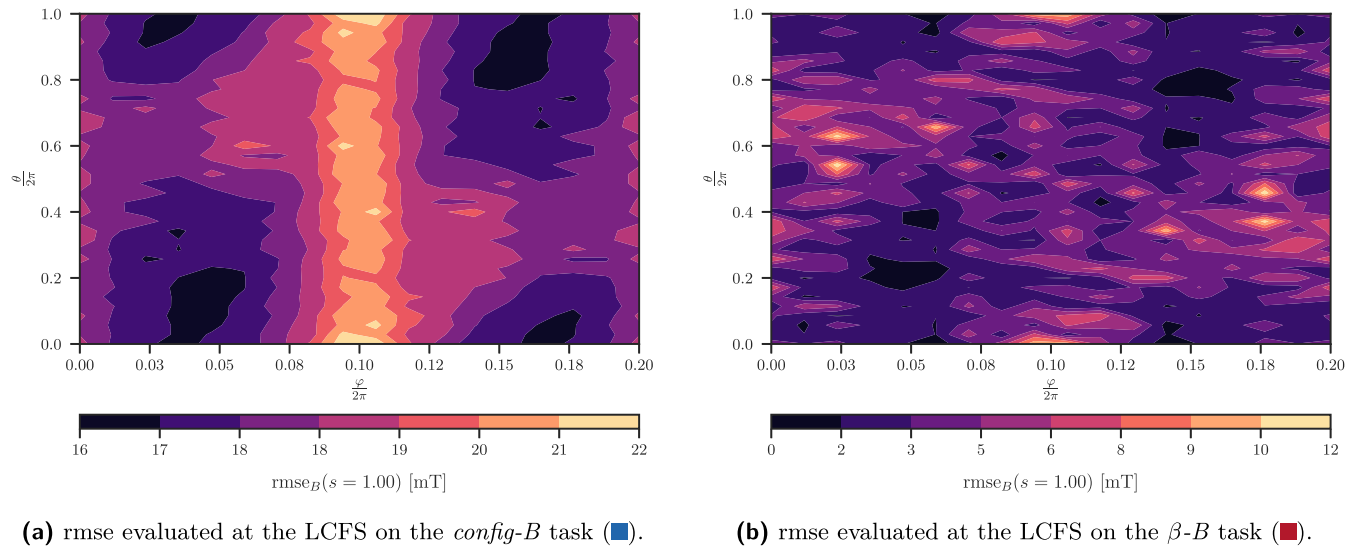 1.0
0.8
0.6
0.4
0.2
0.0
θ/2π
0.00 0.03 0.05 0.08 0.10 0.12 0.15 0.18 0.20
φ/2π
16 17 18 18 19 20 21 22
rmse_B(s = 1.00) [mT]
(a) rmse evaluated at the LCFS on the config-B task (■).
1.0
0.8
0.6
0.4
0.2
0.0
θ/2π
0.00 0.03 0.05 0.08 0.10 0.12 0.15 0.18 0.20
φ/2π
0 2 3 5 6 8 9 10 12
rmse_B(s = 1.00) [mT]
(b) rmse evaluated at the LCFS on the β-B task (■).